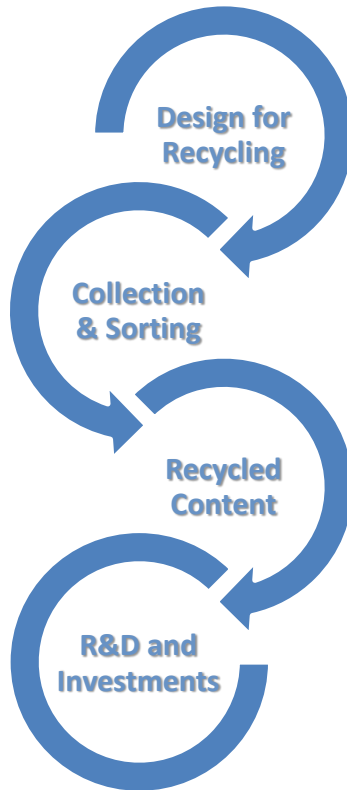 Design for
Recycling
Collection
& Sorting
Recycled
Content
R&D and
Investments